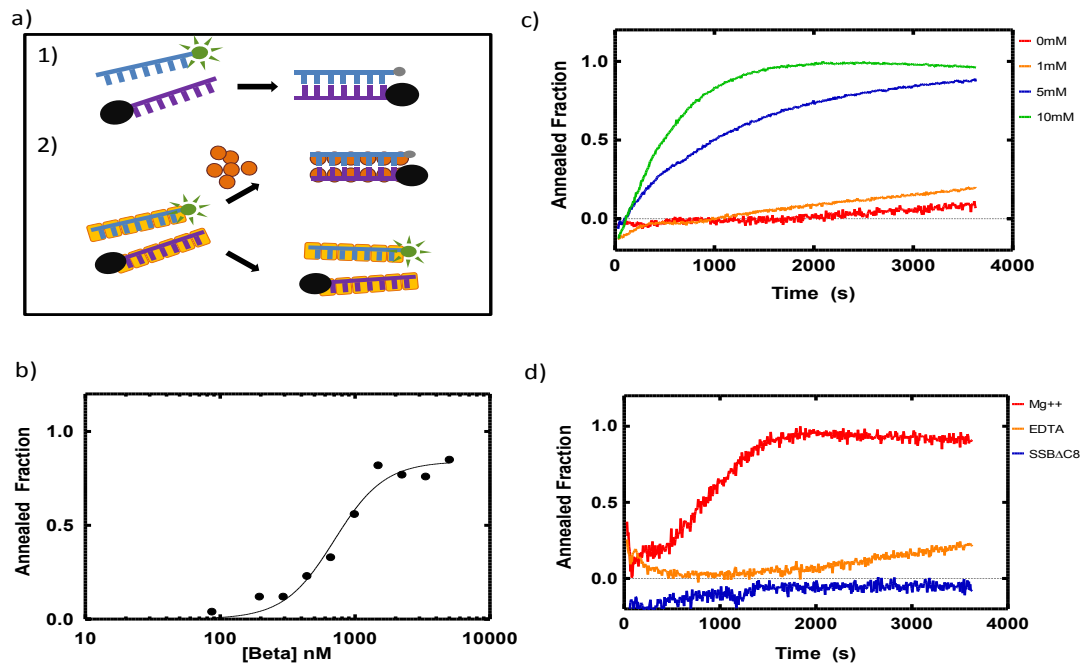 a)
1)
2)
b)
Annealed Fraction
1.0
0.5
0.0
10
100
1000
10000
[Beta] nM
c)
Annealed Fraction
1.0
0.5
0.0
0
1000
2000
3000
4000
Time (s)
0mM
1mM
5mM
10mM
d)
Annealed Fraction
1.0
0.5
0.0
0
1000
2000
3000
4000
Time (s)
Mg++
EDTA
SSBΔC8